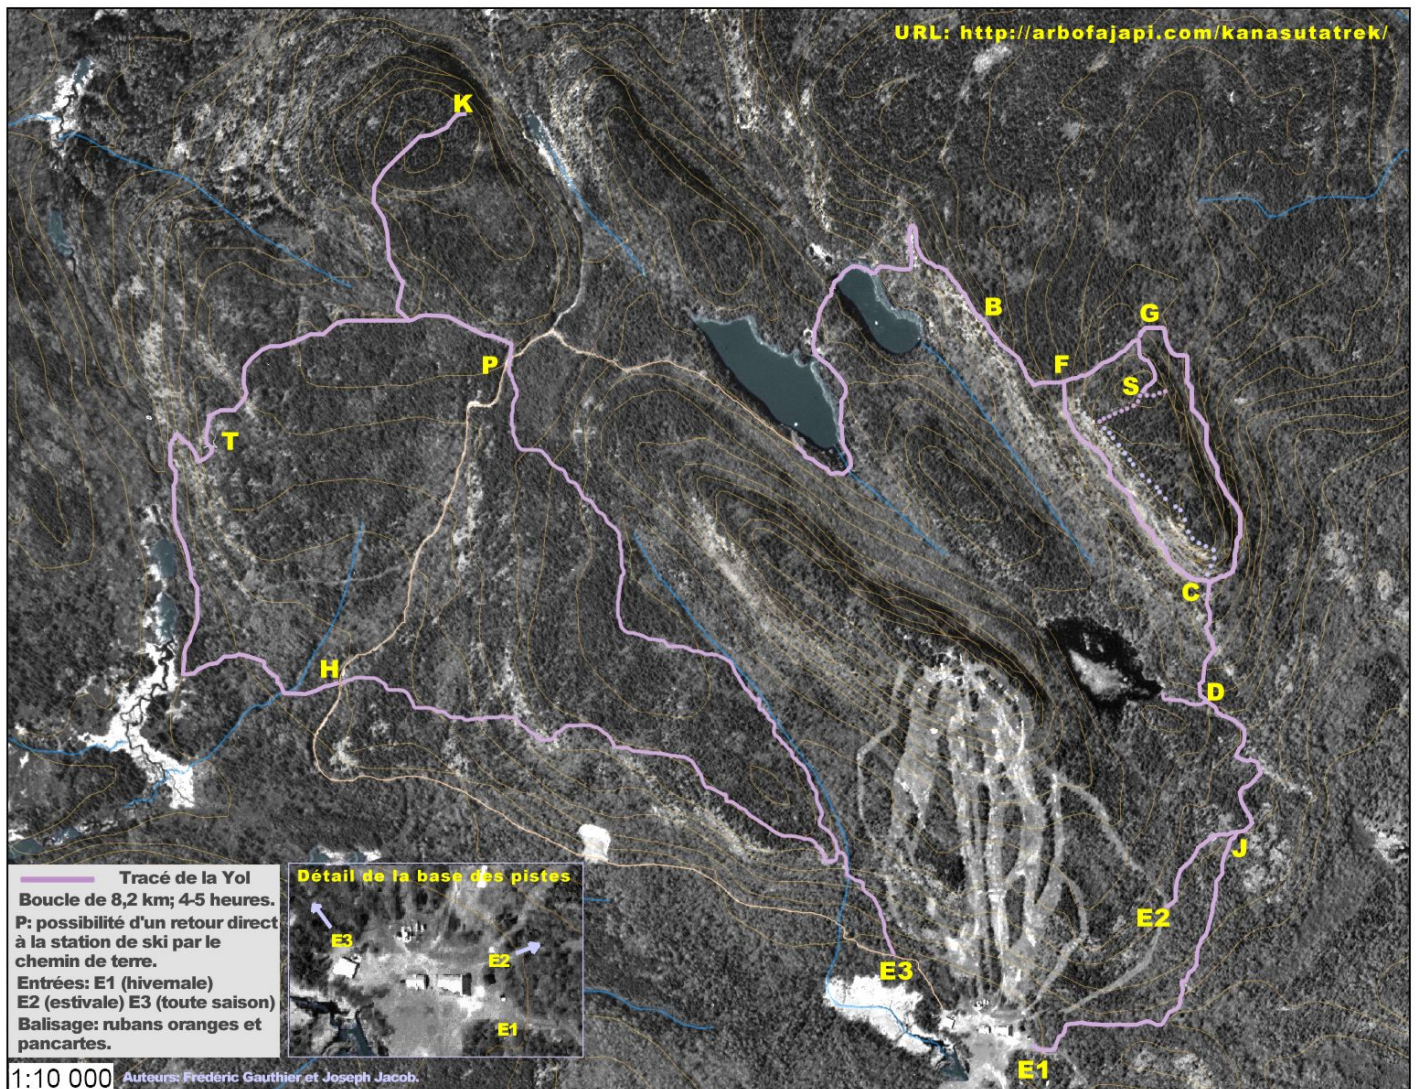 URL: http://arbofajapi.com/kanasutatrek/
K
B
G
F
P
S
T
C
H
D
J
E2
E3
E1
Tracé de la Yol
Boucle de 8,2 km; 4-5 heures.
P: possibilité d'un retour direct
à la station de ski par le
chemin de terre.
Entrées: E1 (hivernale)
E2 (estivale) E3 (toute saison)
Balisage: rubans oranges et
pancartes.
Détail de la base des pistes
E3
E2
E1
1:10 000
Auteurs: Frédéric Gauthier et Joseph Jacob.